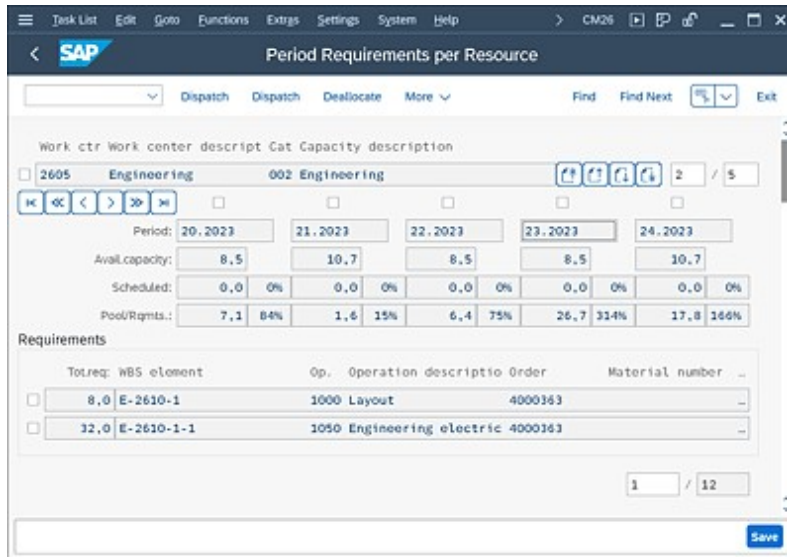 Task List Edit Goto Functions Extras Settings System Help > CM26
< SAP Period Requirements per Resource
Dispatch Dispatch Deallocate More Find Find Next Exit
Work ctr Work center descript Cat Capacity description
2605 Engineering 002 Engineering 2 / 5
Period: 20.2023 21.2023 22.2023 23.2023 24.2023
Avail.capacity: 8,5 10,7 8,5 8,5 10,7
Scheduled: 0,0 0% 0,0 0% 0,0 0% 0,0 0% 0,0 0%
Pool/Rqmts.: 7,1 84% 1,6 15% 6,4 75% 26,7 314% 17,8 166%
Requirements
Tot.req: WBS element Op. Operation descriptio Order Material number …
8,0 E-2610-1 1000 Layout 4000363 …
32,0 E-2610-1-1 1050 Engineering electric 4000363 …
1 / 12
Save